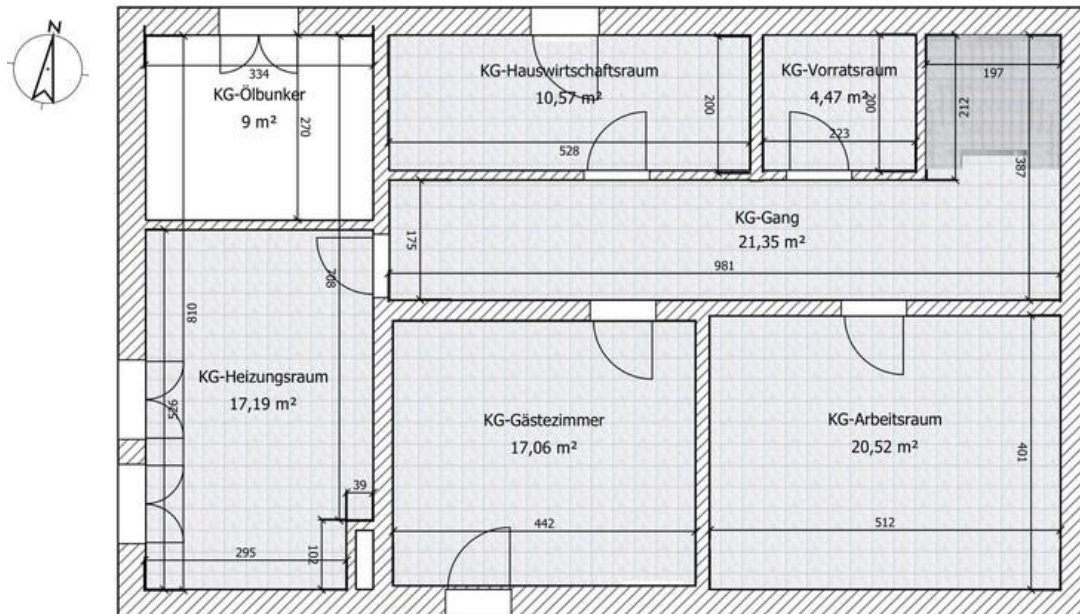 N
334
KG-Ölbunker
9 m²
270
KG-Hauswirtschaftsraum
10,57 m²
200
528
KG-Vorratsraum
4,47 m²
200
223
197
212
387
KG-Gang
21,35 m²
175
981
708
810
KG-Heizungsraum
17,19 m²
526
39
295
102
KG-Gästezimmer
17,06 m²
442
KG-Arbeitsraum
20,52 m²
401
512